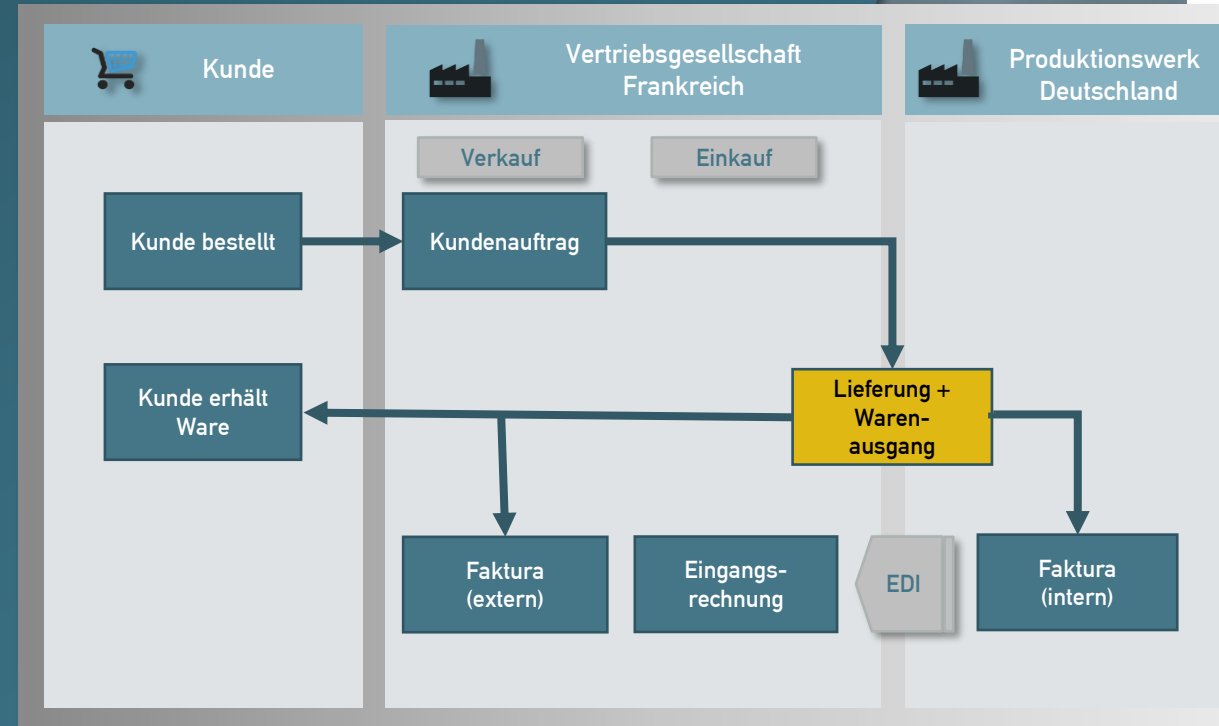 Kunde
Vertriebsgesellschaft
Frankreich
Produktionswerk
Deutschland
Verkauf
Einkauf
Kunde bestellt
Kundenauftrag
Kunde erhält
Ware
Lieferung +
Waren-
ausgang
Faktura
(extern)
Eingangs-
rechnung
EDI
Faktura
(intern)